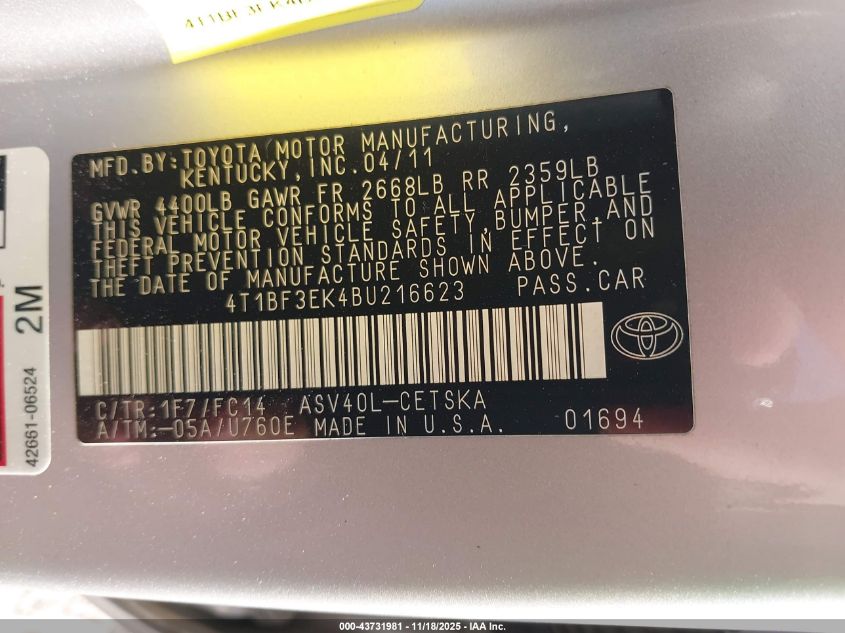 MFD.BY:TOYOTA MOTOR MANUFACTURING,
KENTUCKY,INC.04/11
GVWR 4400LB GAWR FR 2668LB RR 2359LB
THIS VEHICLE CONFORMS TO ALL APPLICABLE
FEDERAL MOTOR VEHICLE SAFETY,BUMPER,AND
THEFT PREVENTION STANDARDS IN EFFECT ON
THE DATE OF MANUFACTURE SHOWN ABOVE.
4T1BF3EK4BU216623 PASS.CAR
C/TR:1F7/FC14 ASV40L-CETSKA
A/TM:-05A/U760E MADE IN U.S.A. 01694
2M
42661-06524
000-43731981 - 11/18/2025 - IAA Inc.